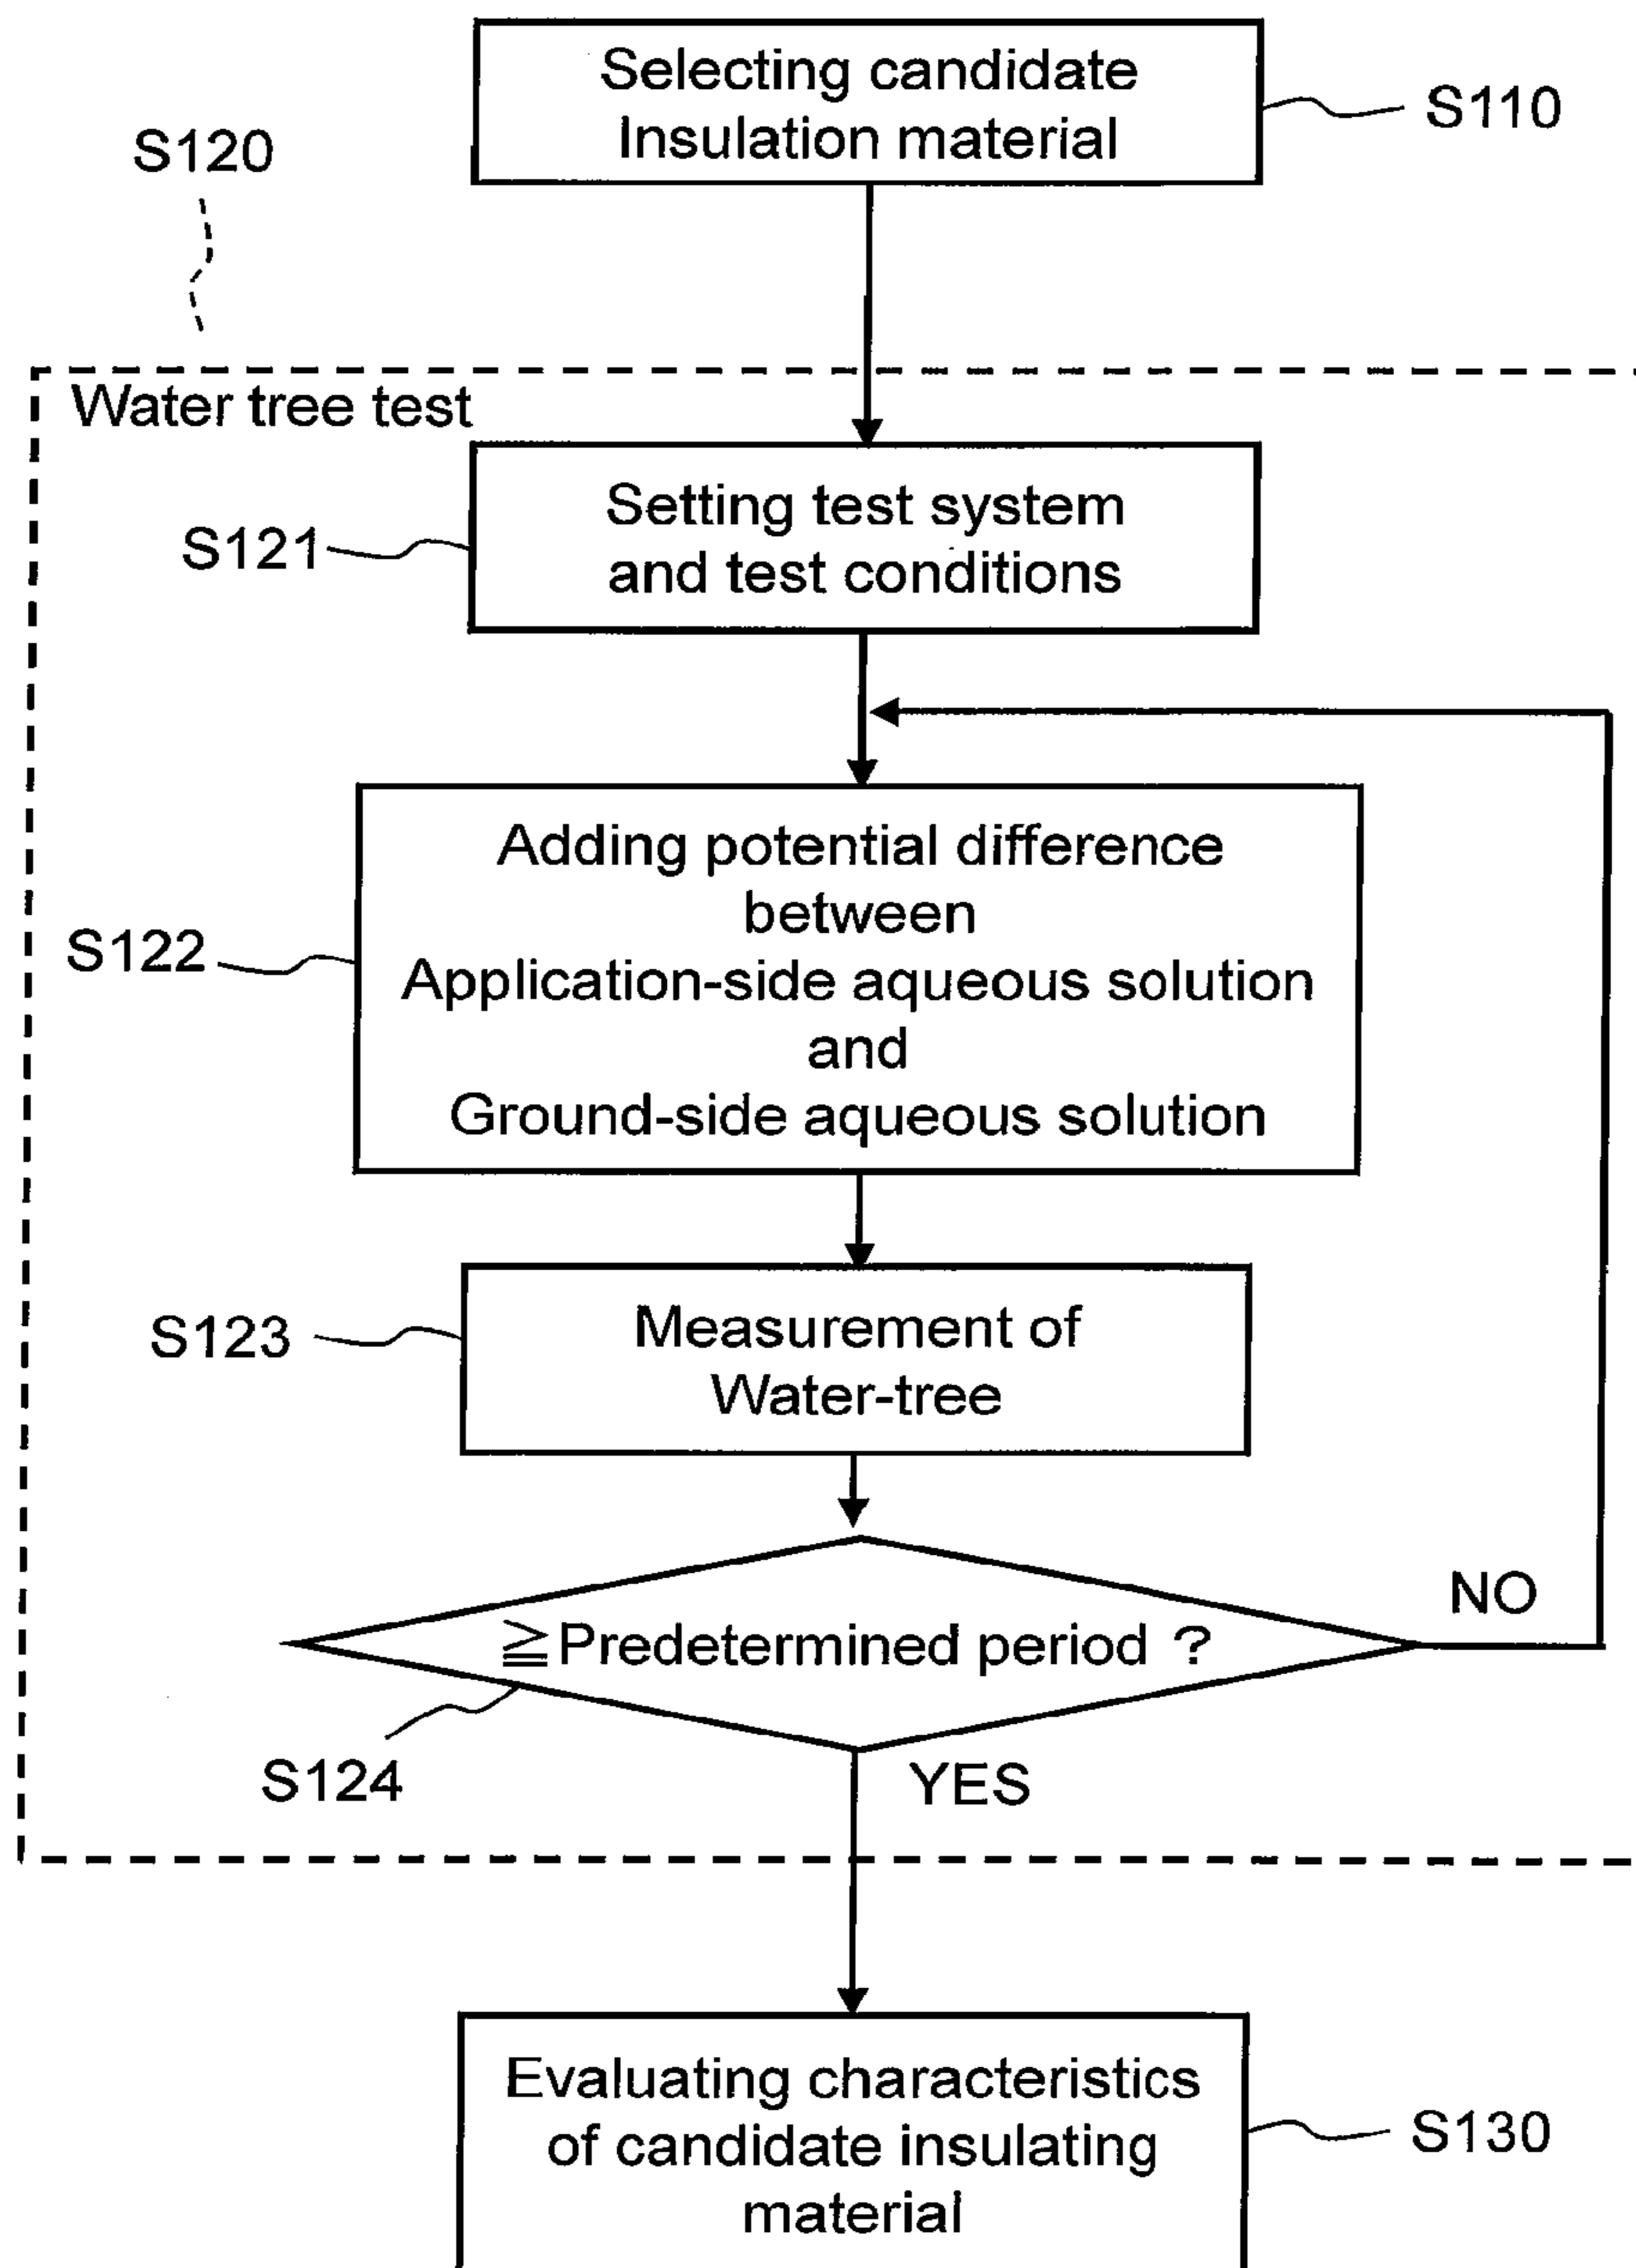 Selecting candidate
Insulation material
S110
S120
Water tree test
Setting test system
and test conditions
S121
Adding potential difference
between
Application-side aqueous solution
and
Ground-side aqueous solution
S122
Measurement of
Water-tree
S123
≧Predetermined period ?
NO
S124
YES
Evaluating characteristics
of candidate insulating
material
S130